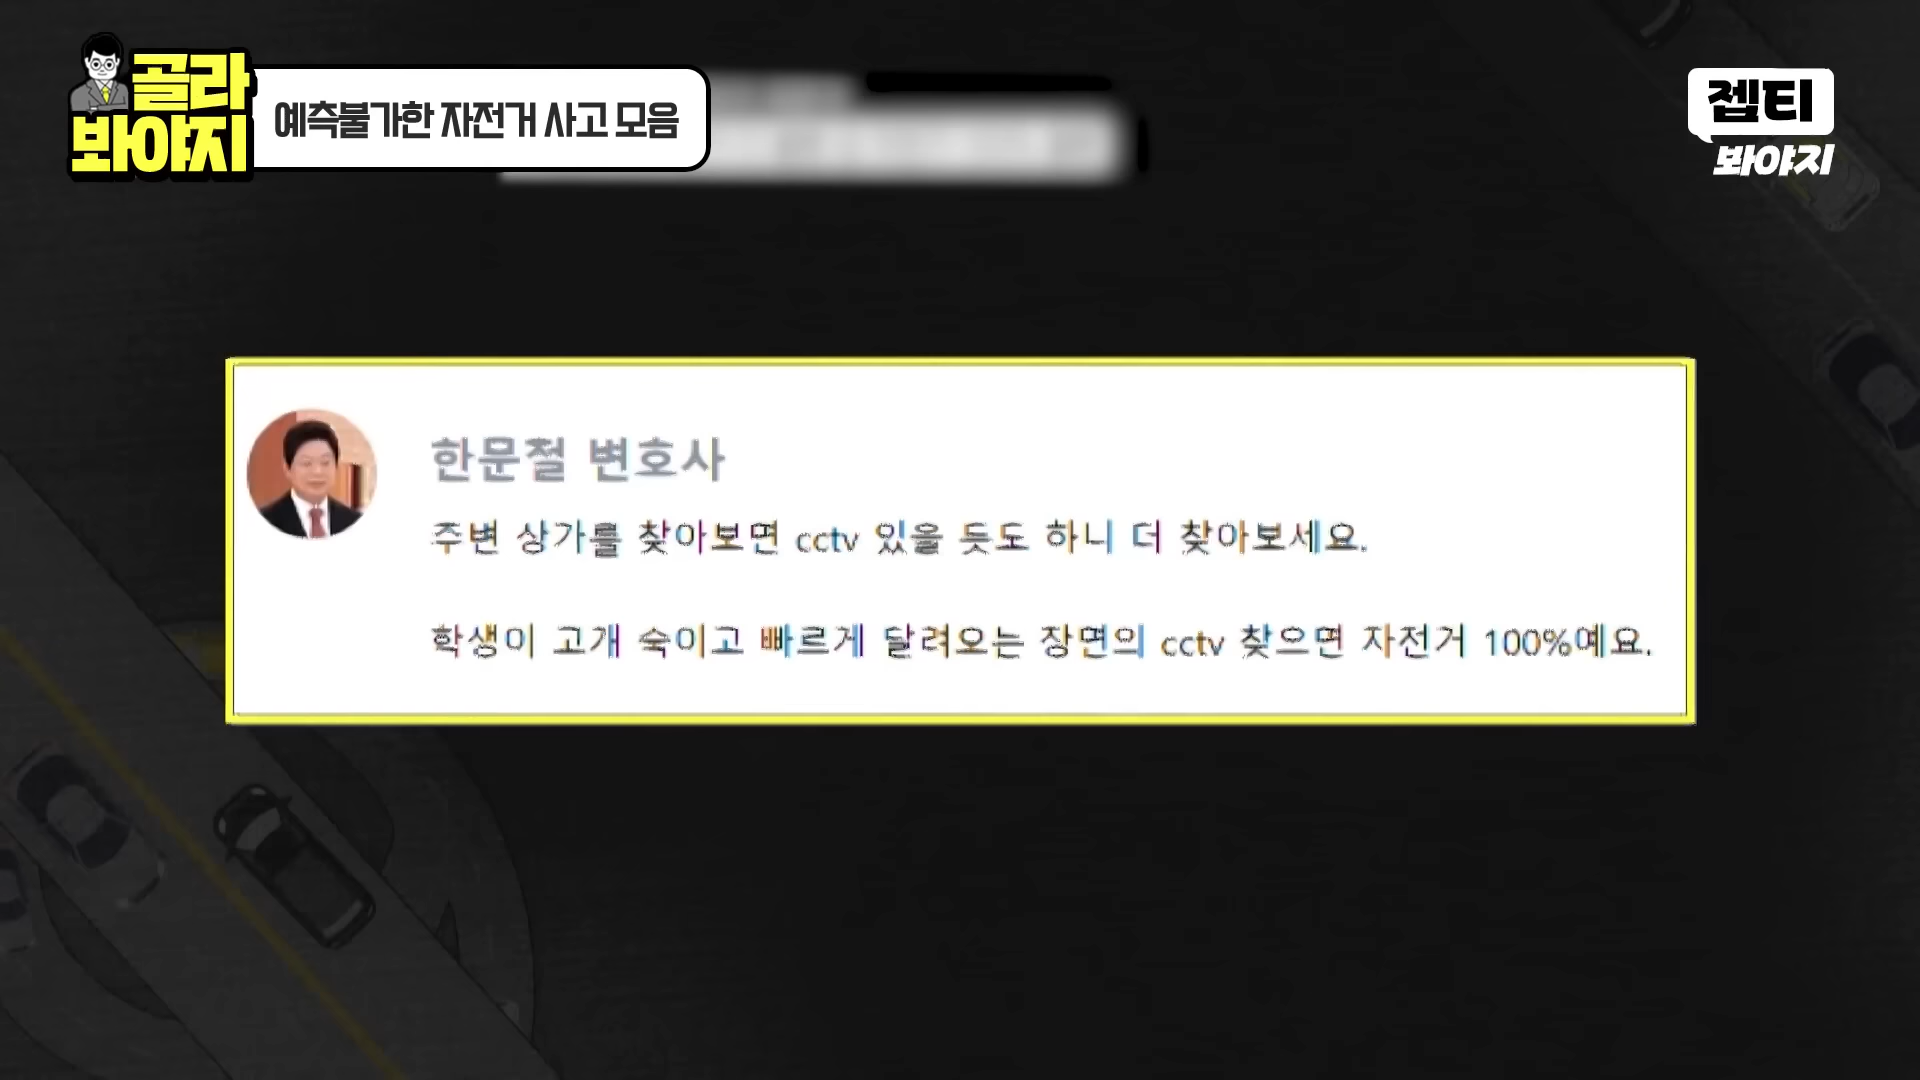 골라
봐야지
예측불가한 자전거 사고 모음
젭티
봐야지
한문철 변호사
주변 상가를 찾아보면 cctv 있을 듯도 하니 더 찾아보세요.
학생이 고개 숙이고 빠르게 달려오는 장면의 cctv 찾으면 자전거 100%예요.